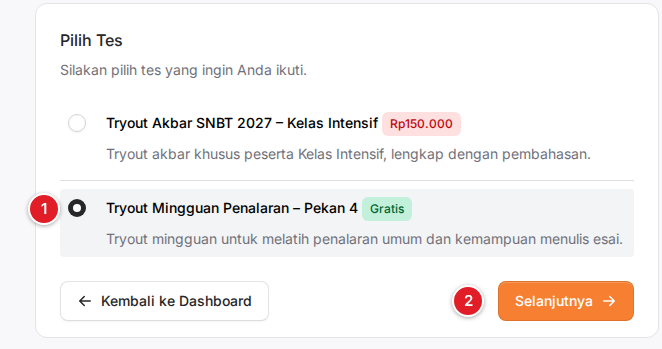 Pilih Tes
Silakan pilih tes yang ingin Anda ikuti.
Tryout Akbar SNBT 2027 – Kelas Intensif Rp150.000
Tryout akbar khusus peserta Kelas Intensif, lengkap dengan pembahasan.
1 Tryout Mingguan Penalaran – Pekan 4 Gratis
Tryout mingguan untuk melatih penalaran umum dan kemampuan menulis esai.
← Kembali ke Dashboard 2 Selanjutnya →